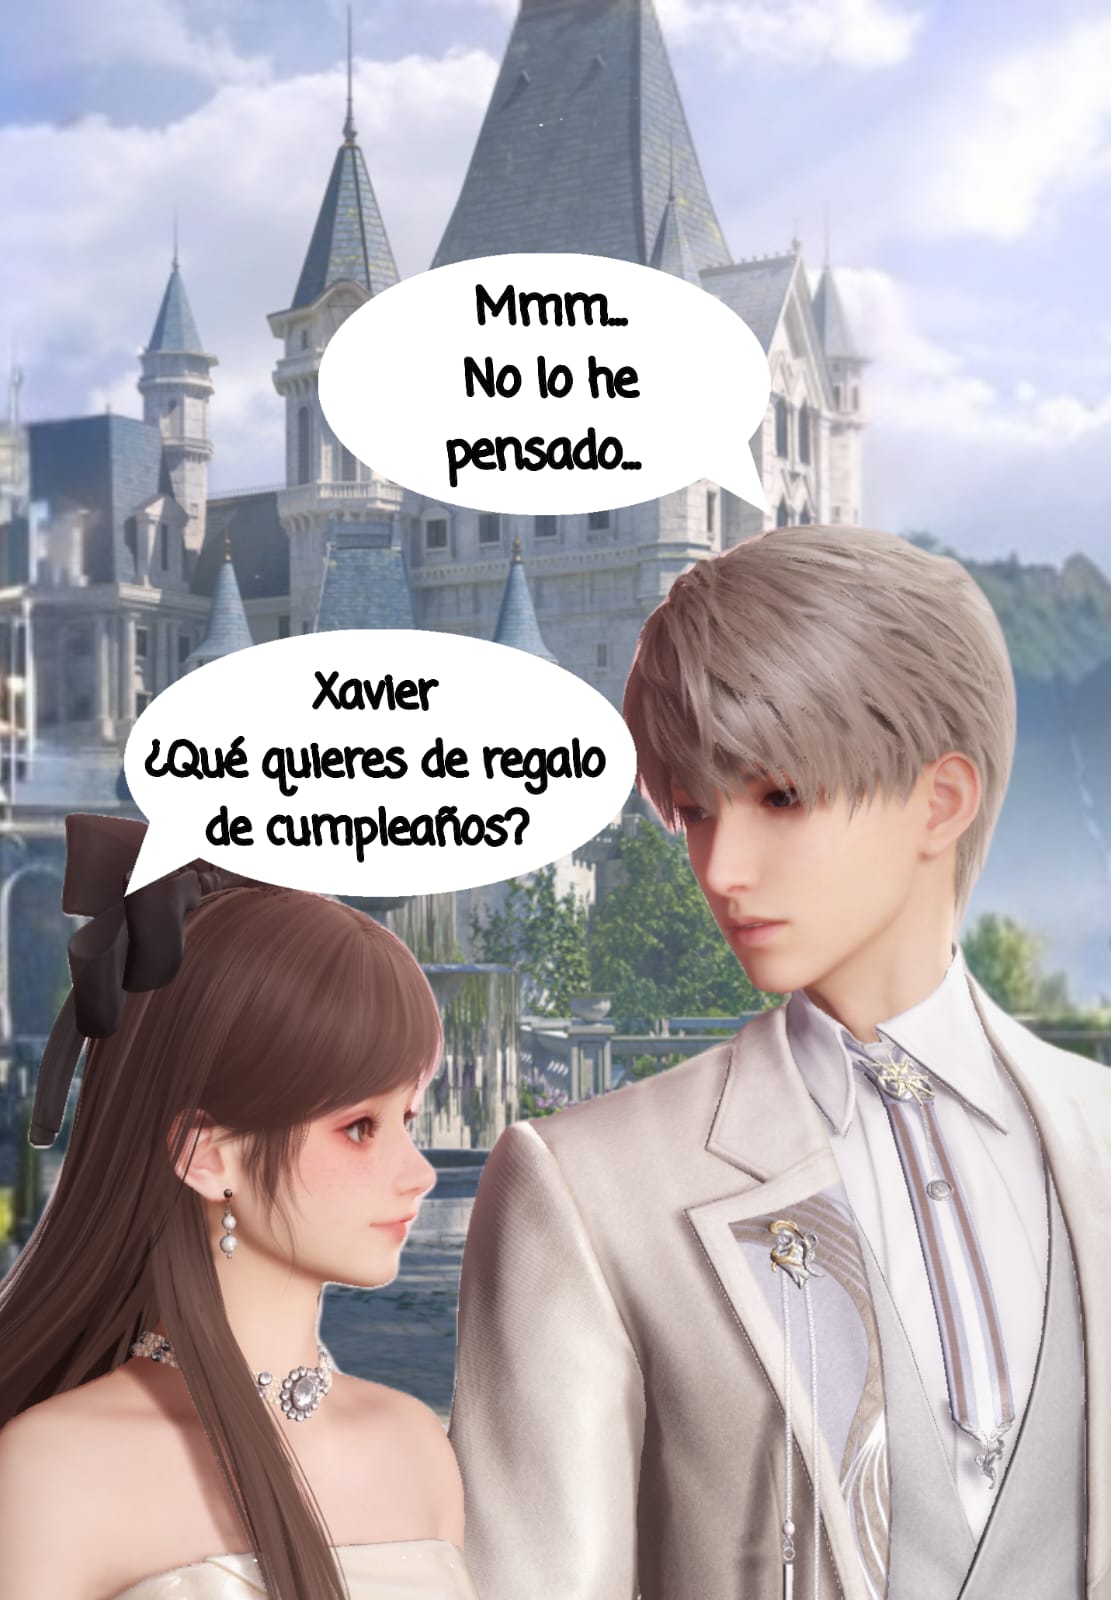 Mmm...
No lo he
pensado...
Xavier
¿Qué quieres de regalo
de cumpleaños?